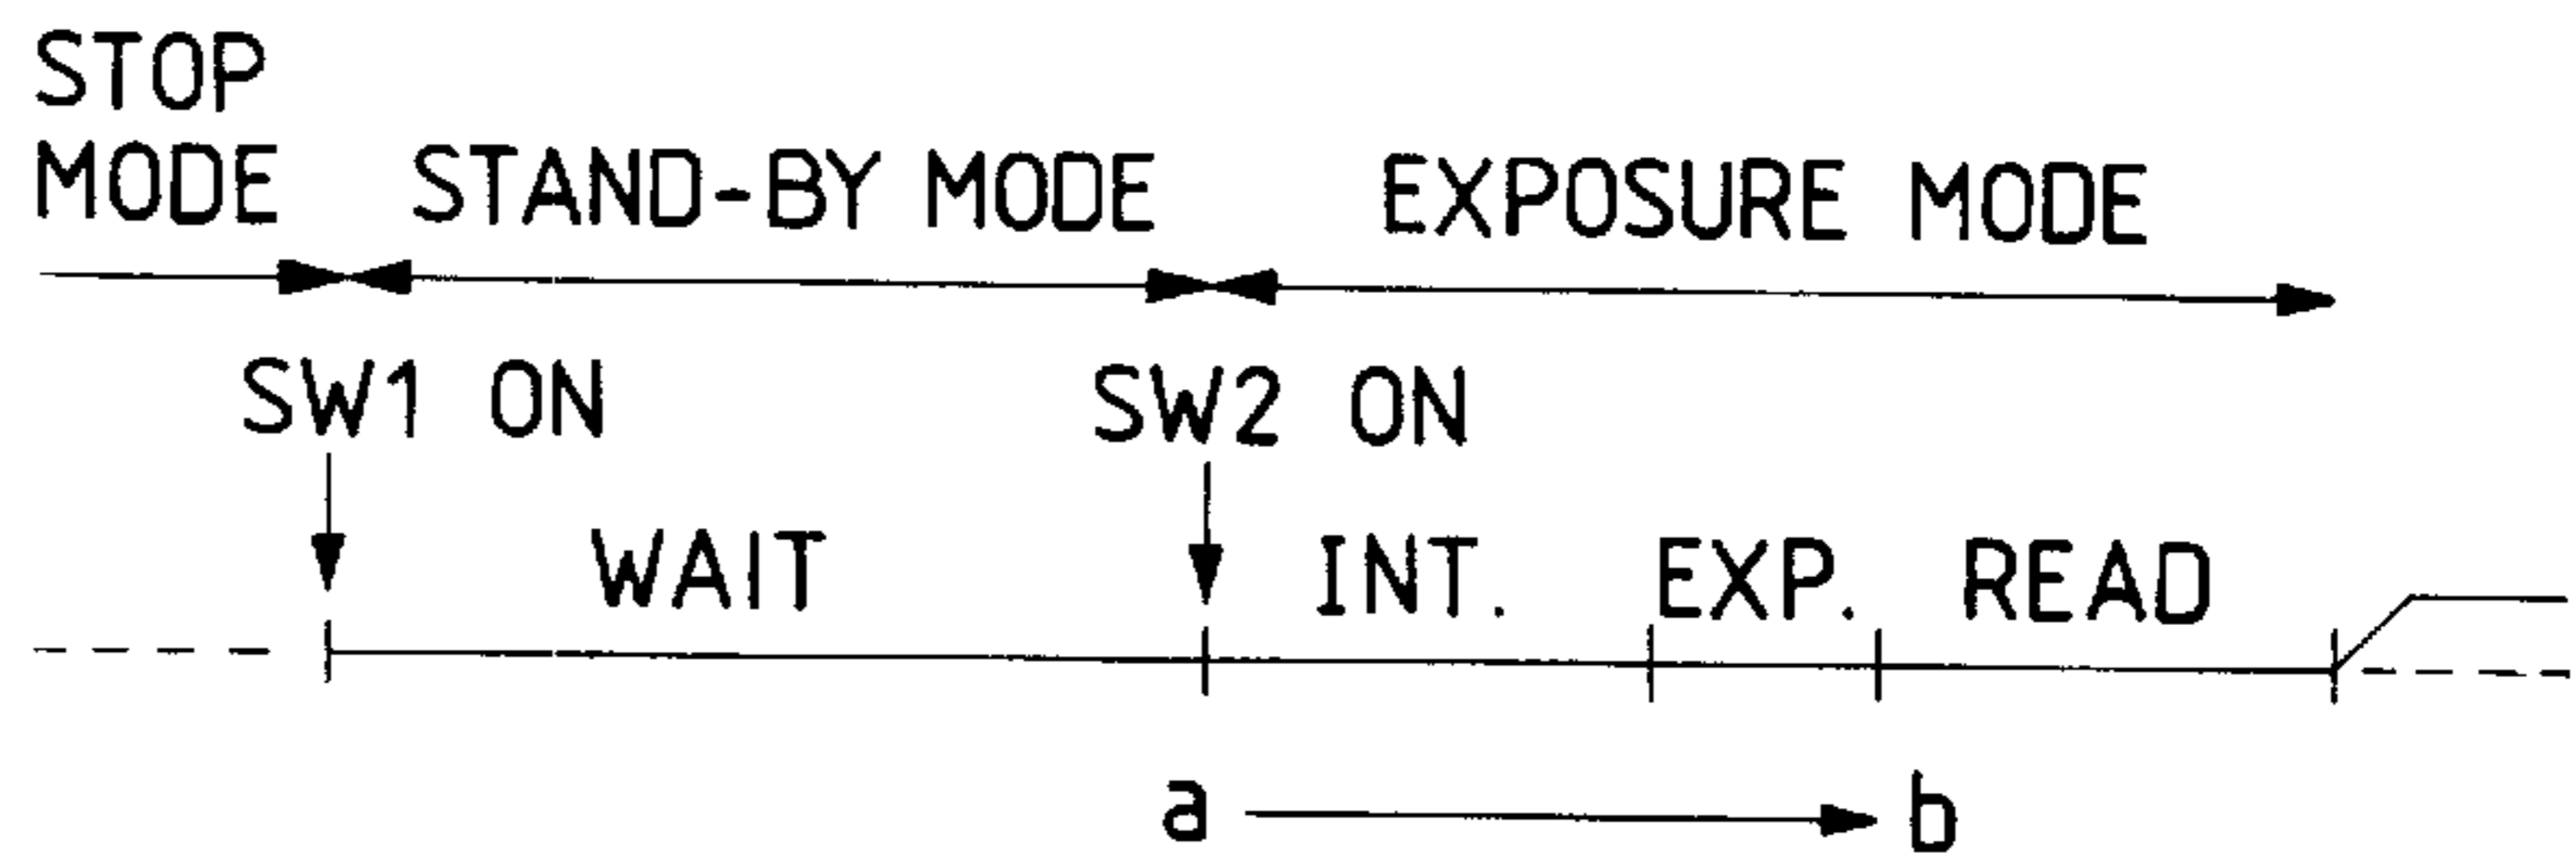 STOP
MODE STAND-BY MODE EXPOSURE MODE
SW1 ON SW2 ON
WAIT INT. EXP. READ
a b